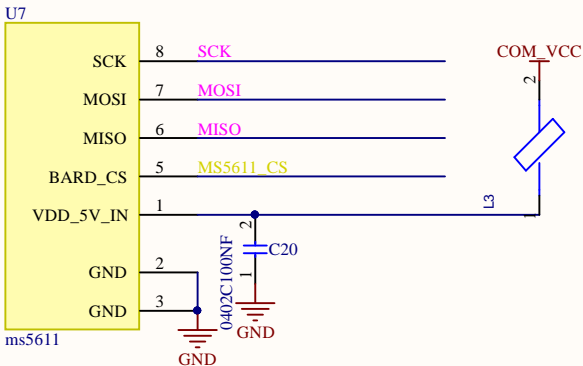 U7
SCK 8 SCK
MOSI 7 MOSI
MISO 6 MISO
BARD_CS 5 MS5611_CS
VDD_5V_IN 1
GND 2
GND 3
ms5611
GND
2
1
C20
0402C100NF
GND
COM_VCC
2
L3
1